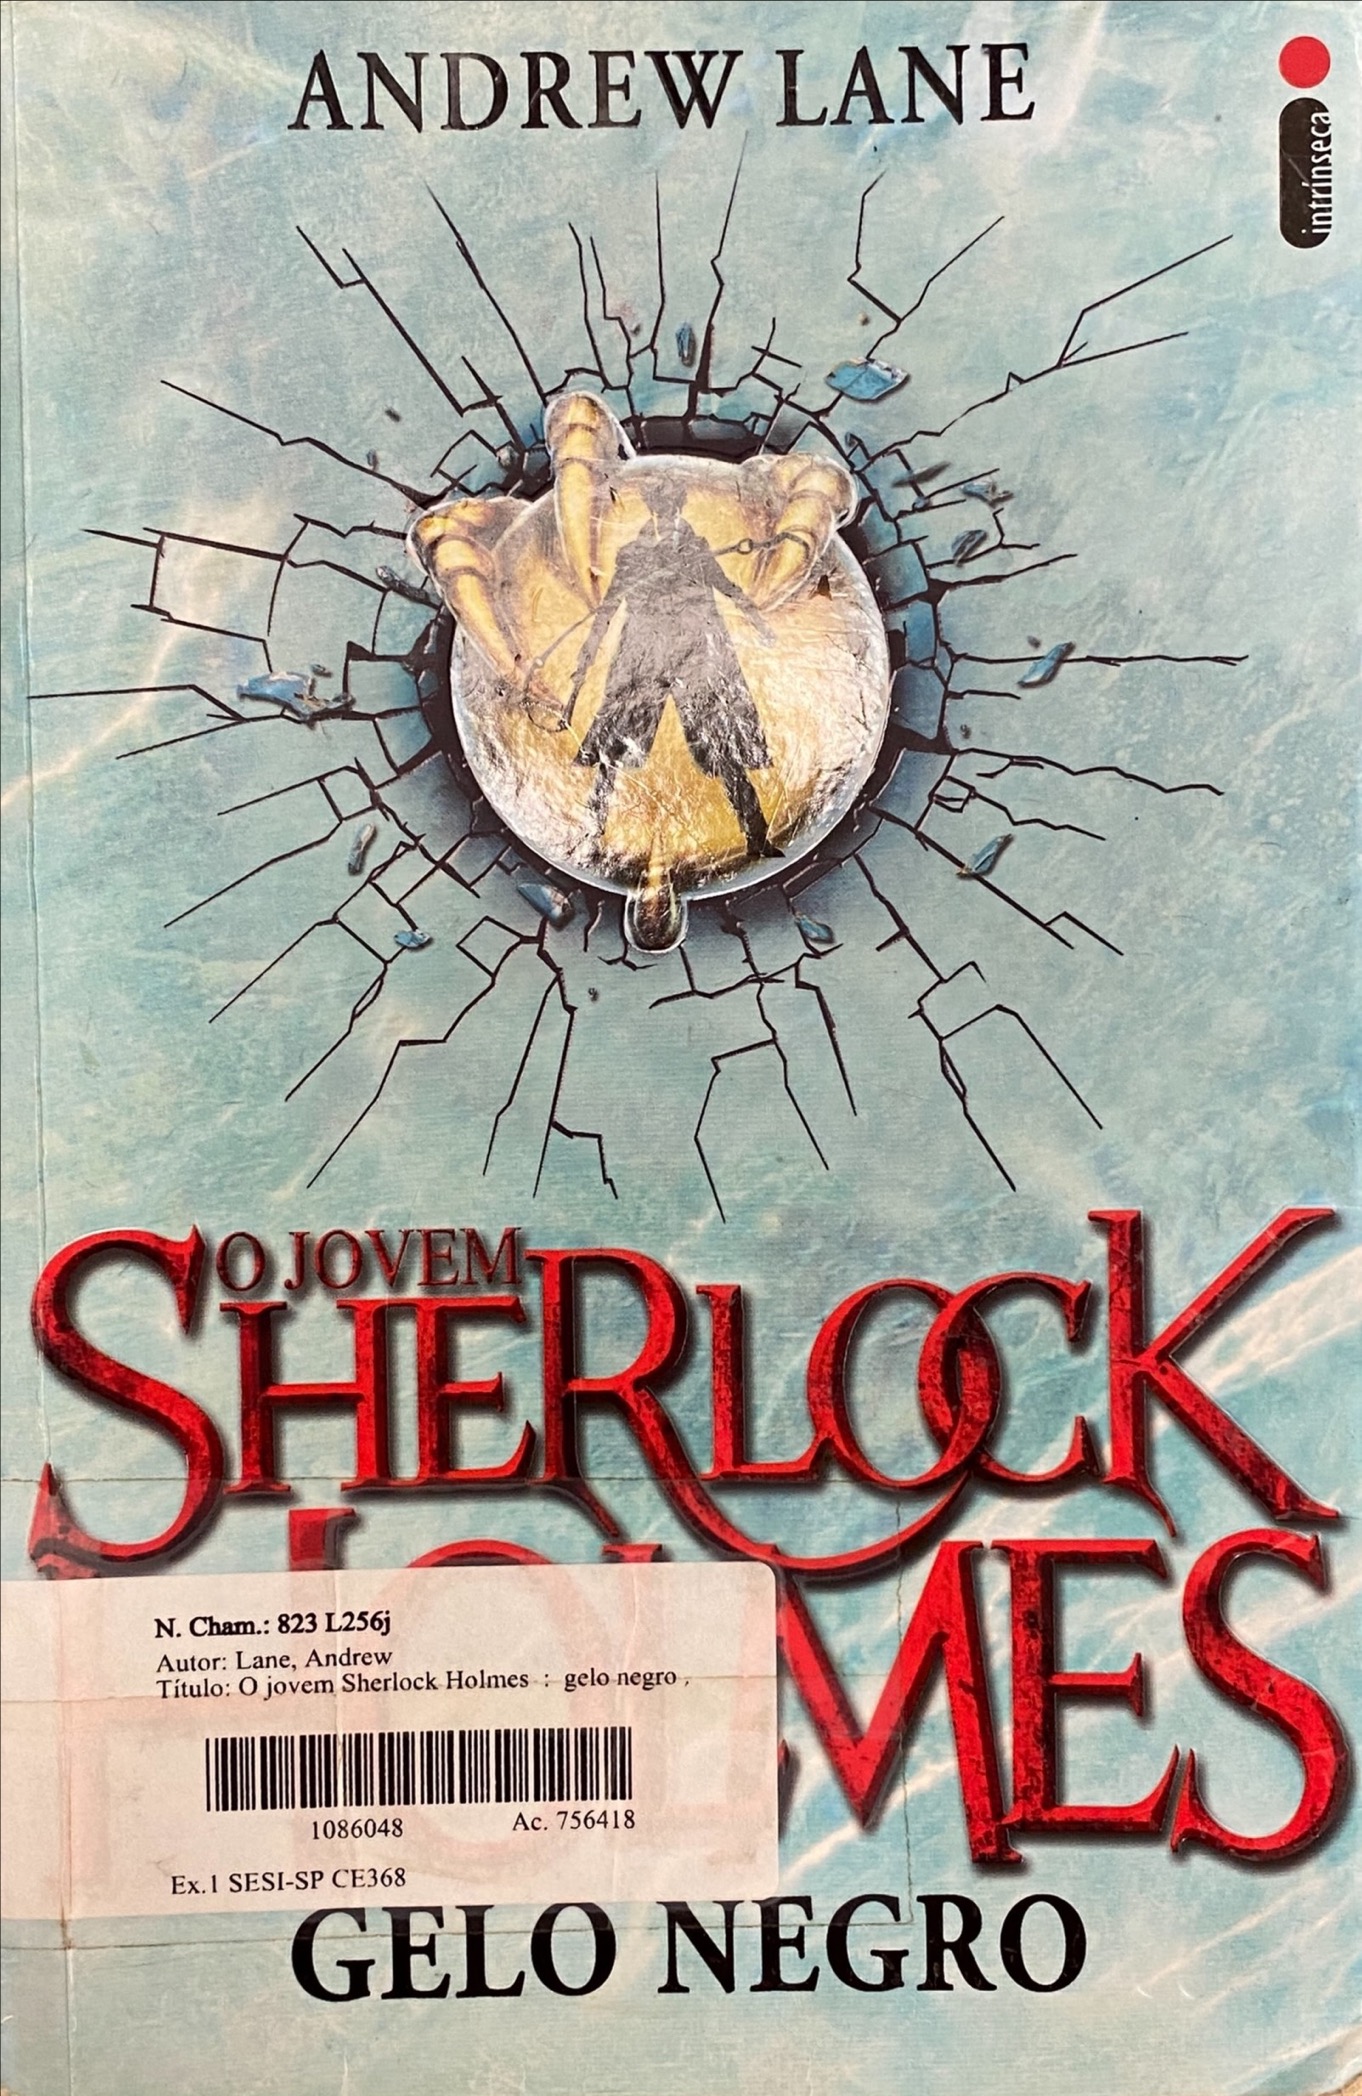 ANDREW LANE
intrínseca
O JOVEM
SHERLOCK
HOLMES
N. Cham.: 823 L256j
Autor: Lane, Andrew
Título: O jovem Sherlock Holmes : gelo negro .
1086048 Ac. 756418
Ex.1 SESI-SP CE368
GELO NEGRO